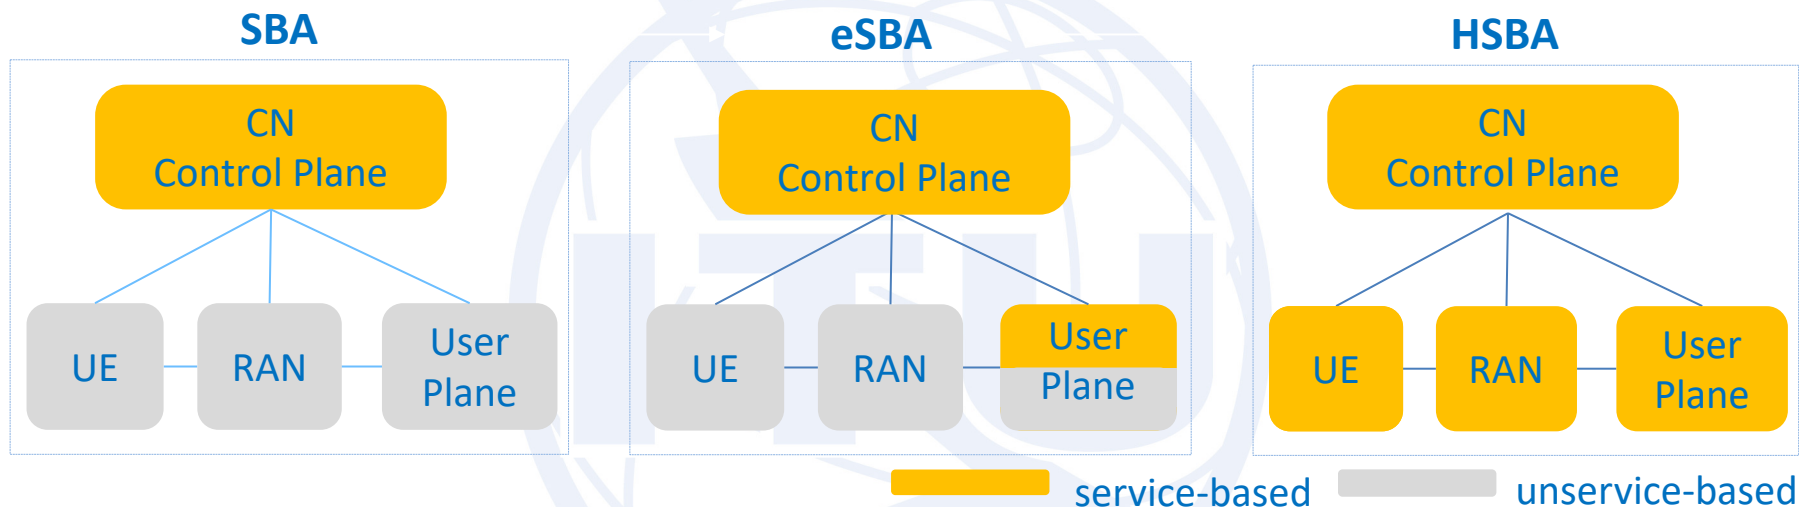 SBA
CN
Control Plane
UE
RAN
User
Plane
eSBA
CN
Control Plane
UE
RAN
User
Plane
HSBA
CN
Control Plane
UE
RAN
User
Plane
service-based
unservice-based
ITU